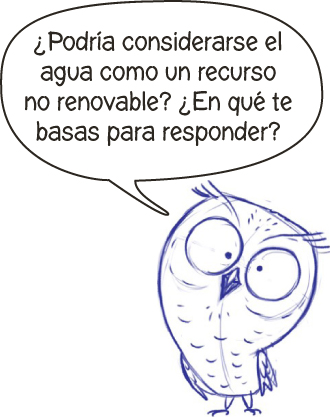 ¿Podría considerarse el
agua como un recurso
no renovable? ¿En qué te
basas para responder?